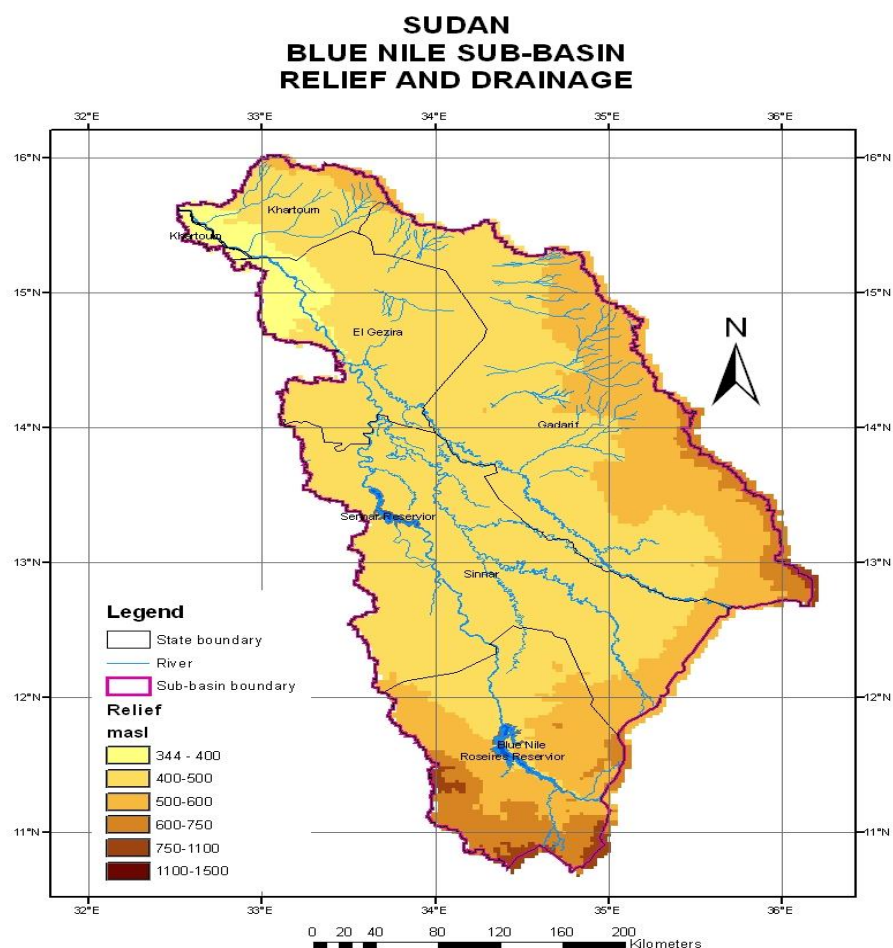 SUDAN
BLUE NILE SUB-BASIN
RELIEF AND DRAINAGE
32°E 33°E 34°E 35°E 36°E
16°N 16°N
Khartoum
Khartoum
15°N 15°N
El Gezira
N
14°N 14°N
Gadarif
Sennar Reservior
13°N 13°N
Sinnar
Legend
State boundary
River
Sub-basin boundary
12°N 12°N
Relief
masl
Blue Nile
Roseires Reservior
344 - 400
400-500
500-600
600-750
750-1100
1100-1500
11°N 11°N
32°E 33°E 34°E 35°E 36°E
0 20 40 80 120 160 200
Kilometers